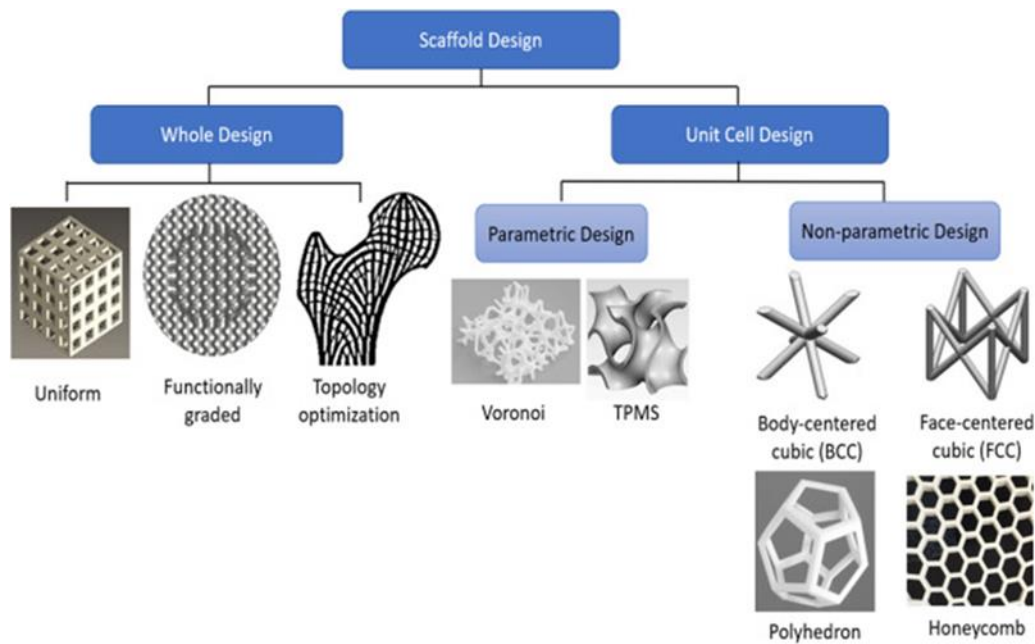 Scaffold Design
Whole Design
Unit Cell Design
Parametric Design
Non-parametric Design
Uniform
Functionally
graded
Topology
optimization
Voronoi
TPMS
Body-centered
cubic (BCC)
Face-centered
cubic (FCC)
Polyhedron
Honeycomb